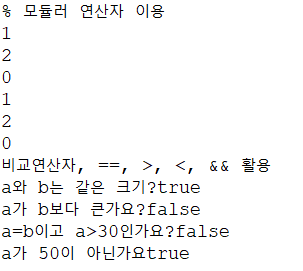 % 모듈러 연산자 이용
1
2
0
1
2
0
비교연산자, ==, >, <, && 활용
a와 b는 같은 크기?true
a가 b보다 큰가요?false
a=b이고 a>30인가요?false
a가 50이 아닌가요true